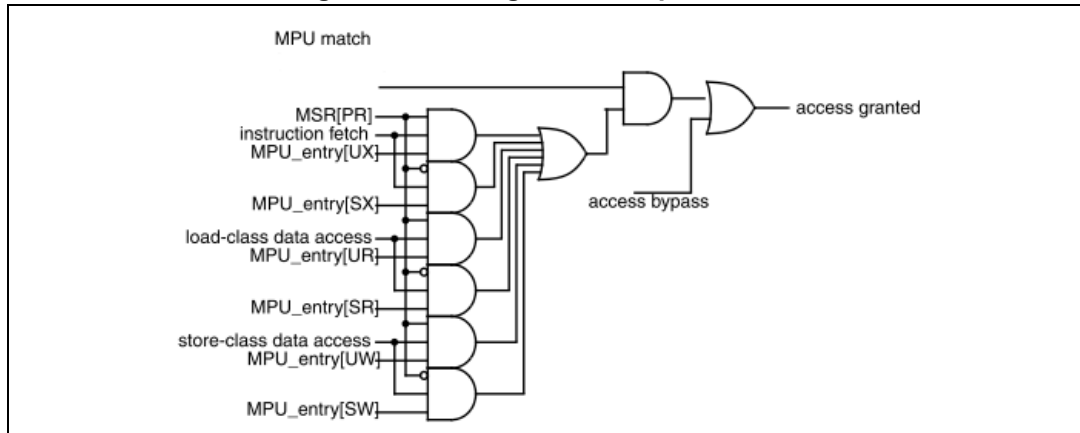 MPU match
MSR[PR]
instruction fetch
MPU_entry[UX]
MPU_entry[SX]
load-class data access
MPU_entry[UR]
MPU_entry[SR]
store-class data access
MPU_entry[UW]
MPU_entry[SW]
access granted
access bypass